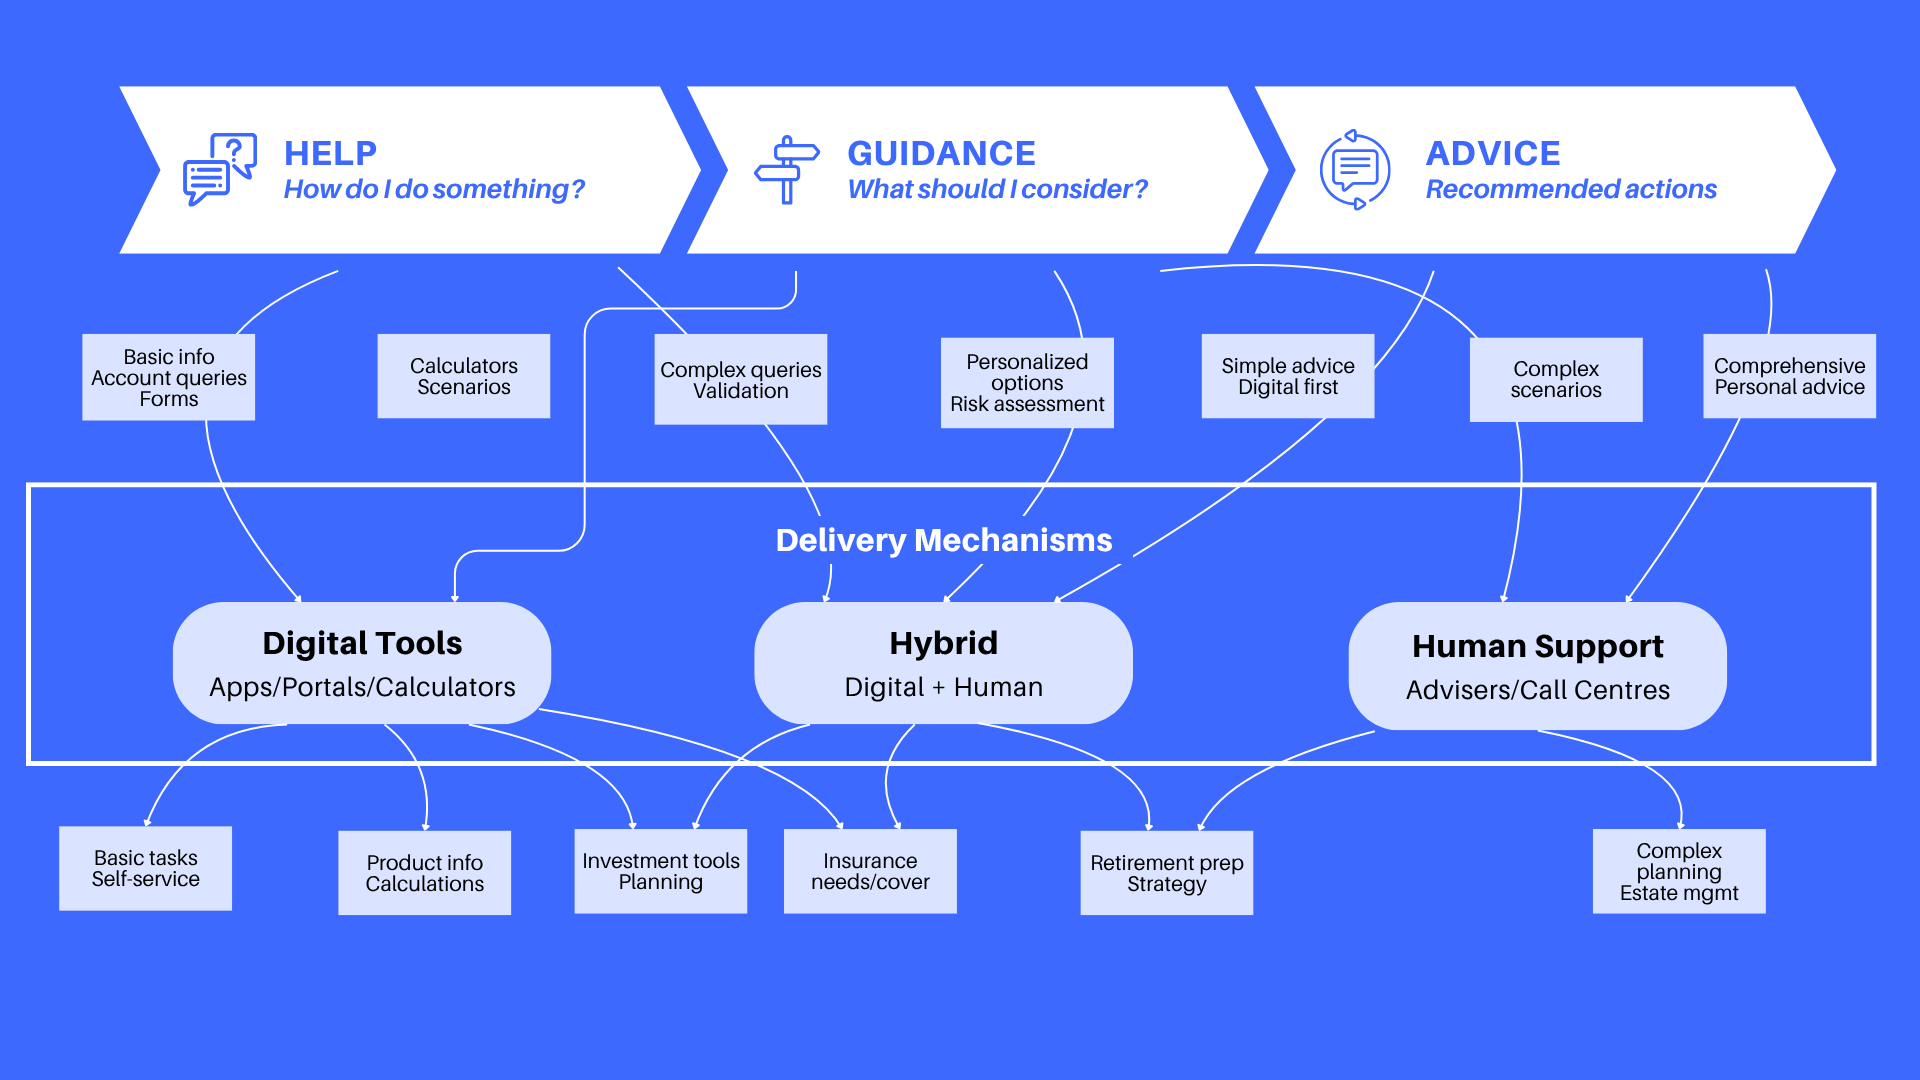 HELP
How do I do something?
GUIDANCE
What should I consider?
ADVICE
Recommended actions
Basic info
Account queries
Forms
Calculators
Scenarios
Complex queries
Validation
Personalized
options
Risk assessment
Simple advice
Digital first
Complex
scenarios
Comprehensive
Personal advice
Delivery Mechanisms
Digital Tools
Apps/Portals/Calculators
Hybrid
Digital + Human
Human Support
Advisers/Call Centres
Basic tasks
Self-service
Product info
Calculations
Investment tools
Planning
Insurance
needs/cover
Retirement prep
Strategy
Complex
planning
Estate mgmt